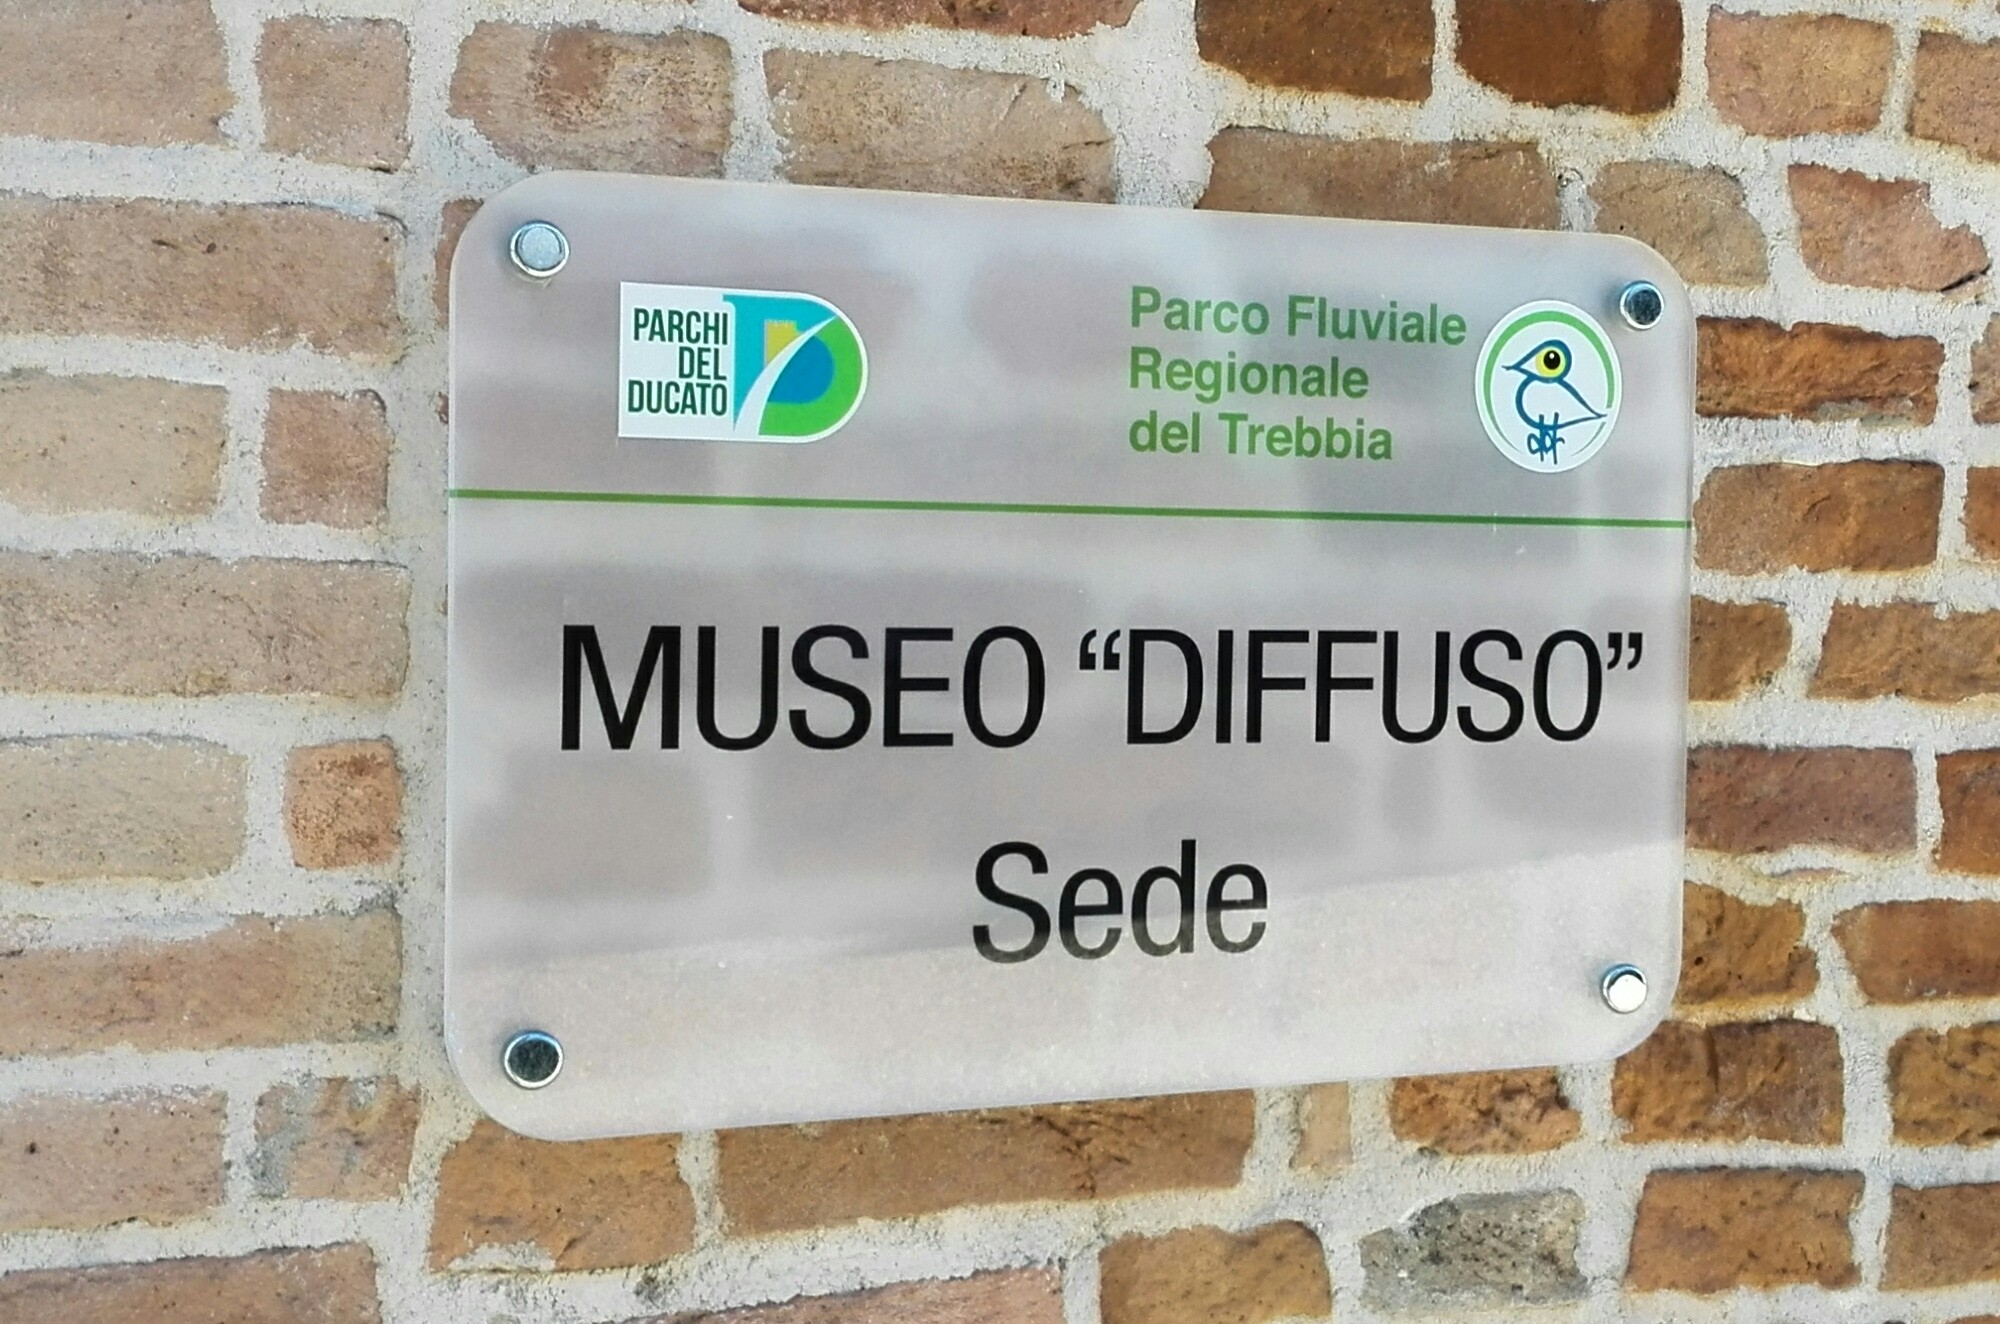 PARCHI
DEL
DUCATO
Parco Fluviale
Regionale
del Trebbia
MUSEO “DIFFUSO”
Sede